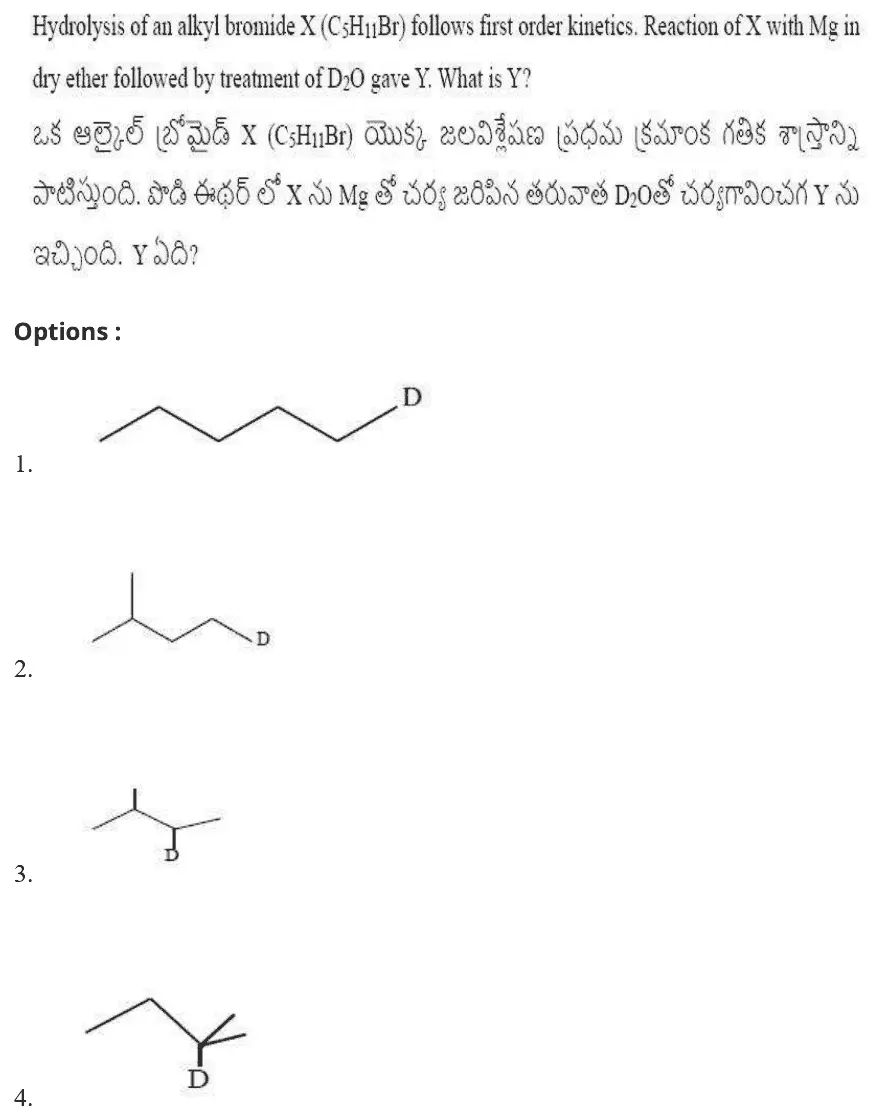 Hydrolysis of an alkyl bromide X (C₅H₁₁Br) follows first order kinetics. Reaction of X with Mg in
dry ether followed by treatment of D₂O gave Y. What is Y?
ఒక ఆల్కైల్ బ్రోమైడ్ X (C₅H₁₁Br) యొక్క జలవిశ్లేషణ ప్రధమ క్రమాంక గతిక శాస్త్రాన్ని
పాటిస్తుంది. పొడి ఈథర్ లో X ను Mg తో చర్య జరిపిన తరువాత D₂Oతో చర్యగావించగ Y ను
ఇచ్చింది. Y ఏది?
Options :
D
1.
D
2.
D
3.
D
4.